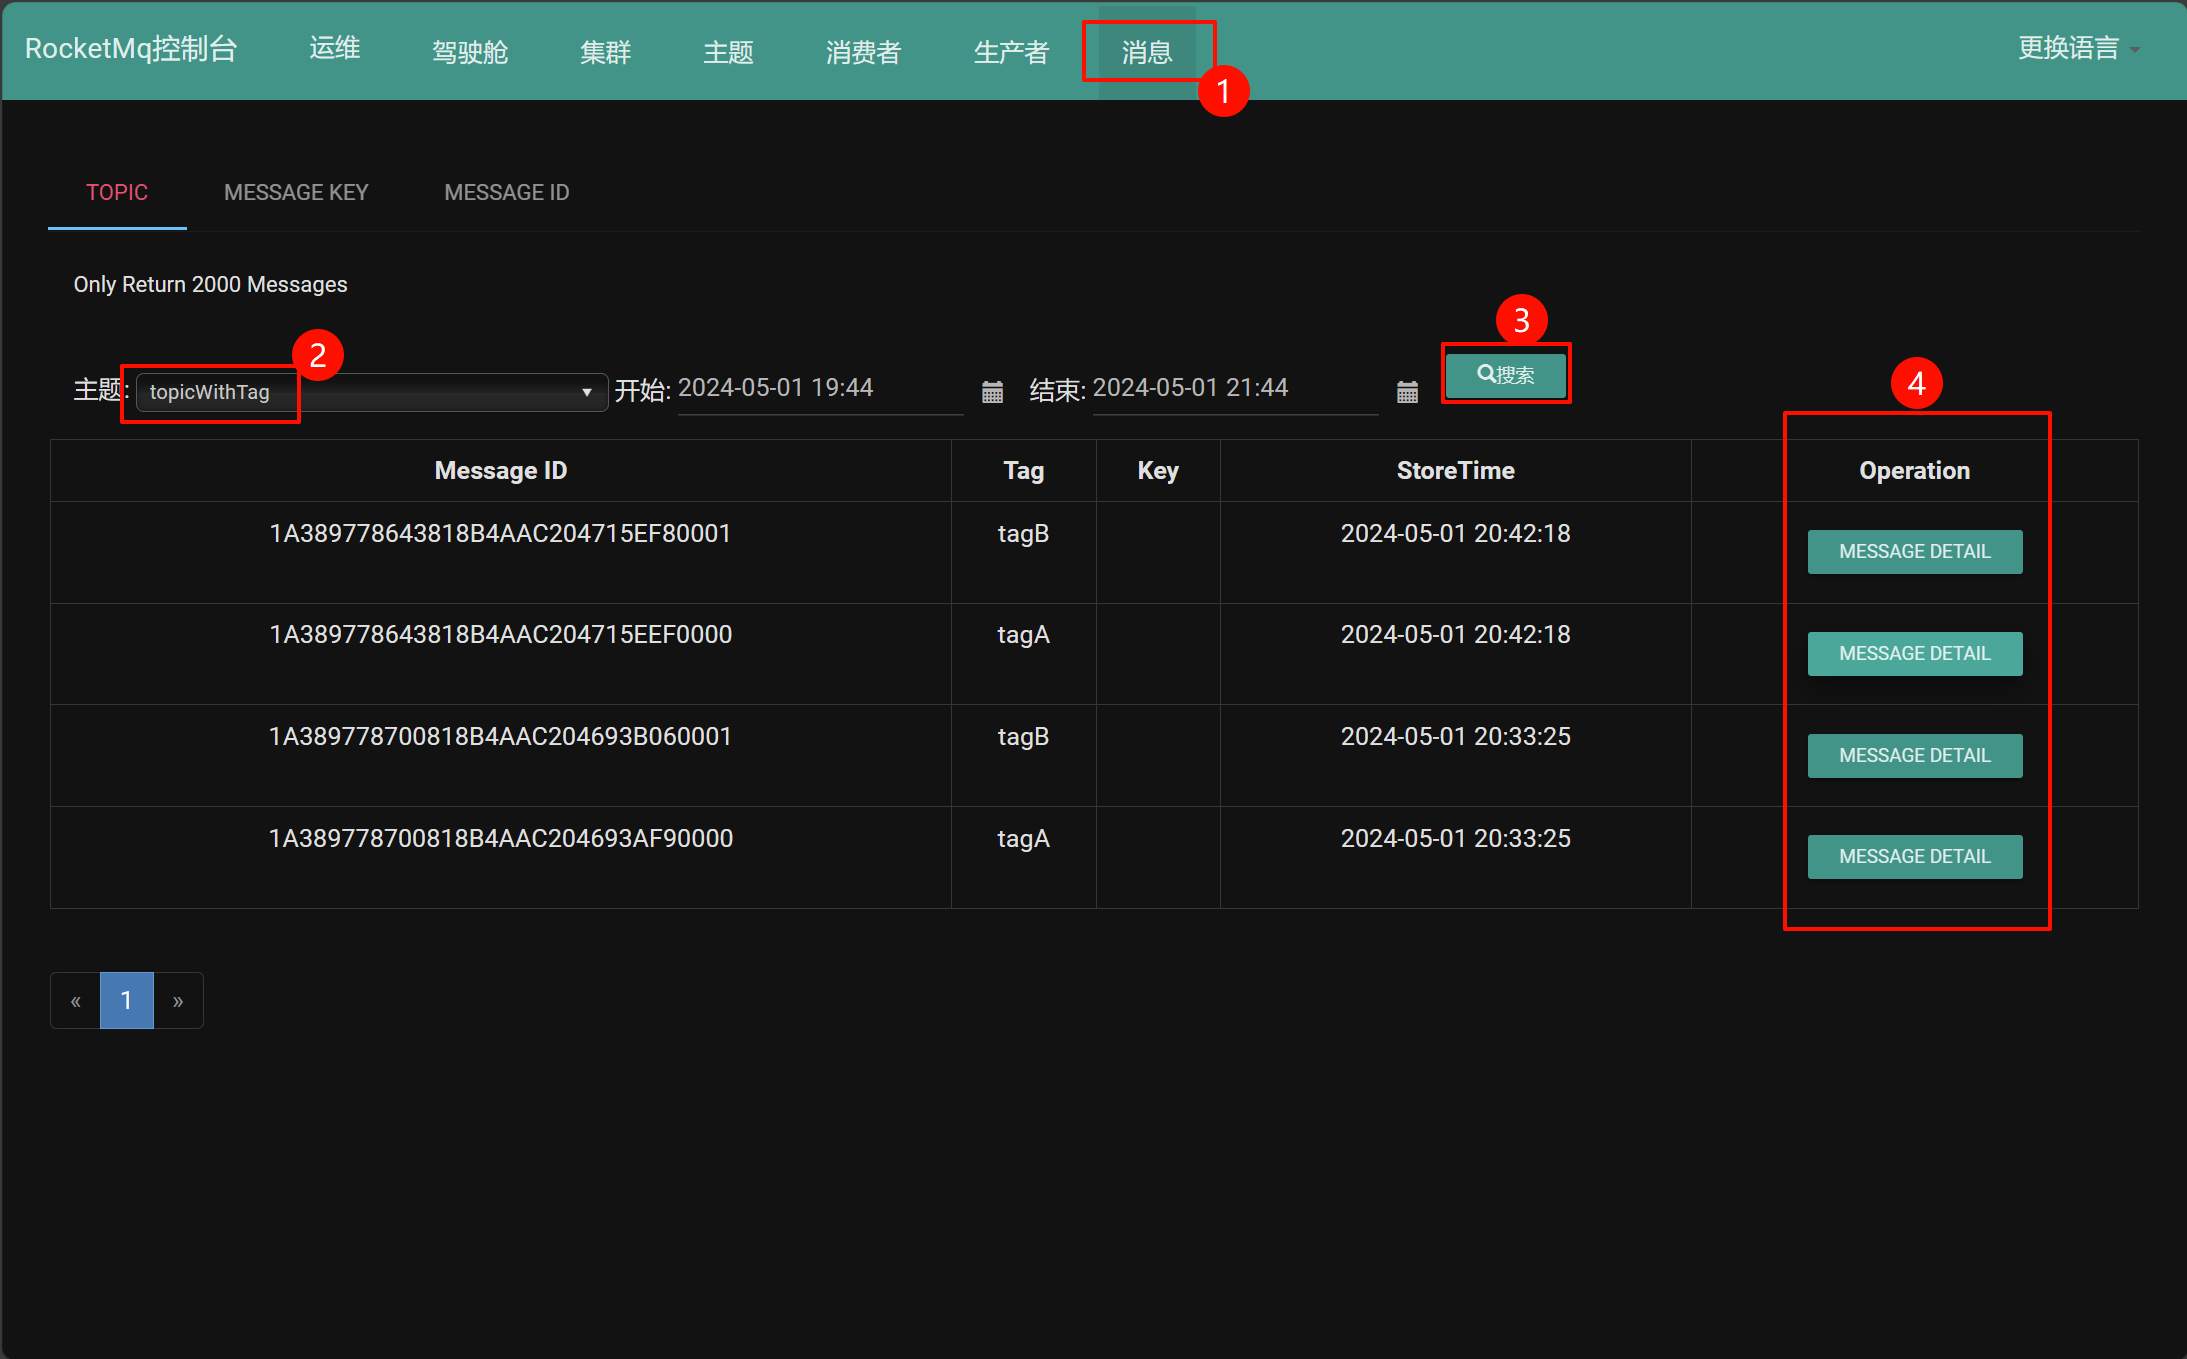 RocketMq控制台 运维 驾驶舱 集群 主题 消费者 生产者 消息 更换语言
1
TOPIC MESSAGE KEY MESSAGE ID
Only Return 2000 Messages
2 3 4
主题: topicWithTag 开始: 2024-05-01 19:44 结束: 2024-05-01 21:44 搜索
Message ID Tag Key StoreTime Operation
1A389778643818B4AAC204715EF80001 tagB 2024-05-01 20:42:18 MESSAGE DETAIL
1A389778643818B4AAC204715EEF0000 tagA 2024-05-01 20:42:18 MESSAGE DETAIL
1A389778700818B4AAC204693B060001 tagB 2024-05-01 20:33:25 MESSAGE DETAIL
1A389778700818B4AAC204693AF90000 tagA 2024-05-01 20:33:25 MESSAGE DETAIL
« 1 »